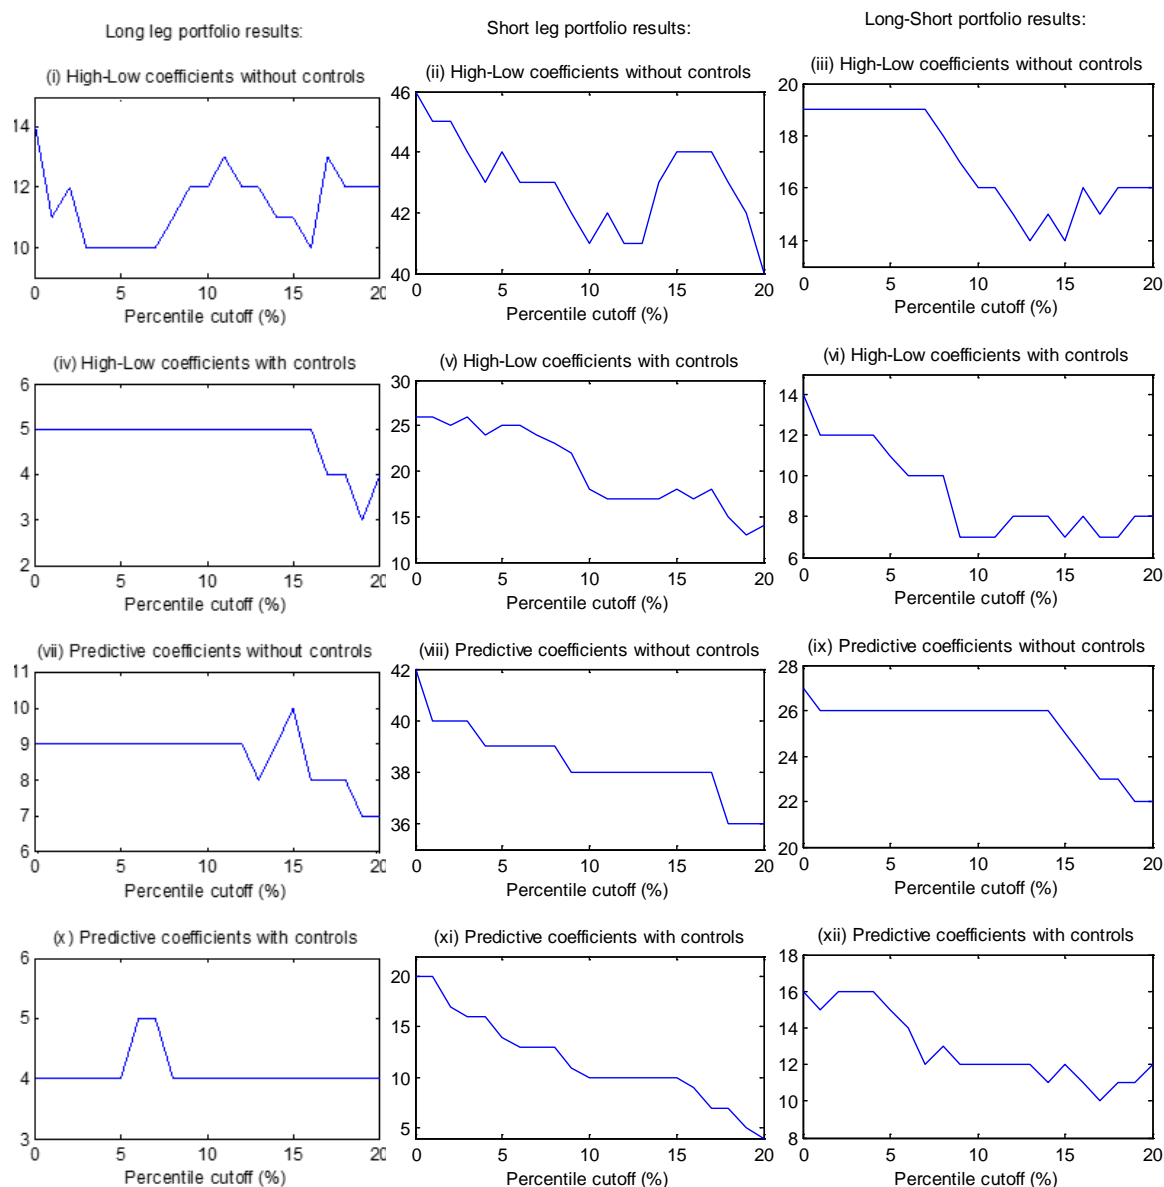 Long leg portfolio results:
Short leg portfolio results:
Long-Short portfolio results:
(i) High-Low coefficients without controls
14
12
10
0 5 10 15 20
Percentile cutoff (%)
(ii) High-Low coefficients without controls
46
44
42
40
0 5 10 15 20
Percentile cutoff (%)
(iii) High-Low coefficients without controls
20
18
16
14
0 5 10 15 20
Percentile cutoff (%)
(iv) High-Low coefficients with controls
6
5
4
3
2
0 5 10 15 20
Percentile cutoff (%)
(v) High-Low coefficients with controls
30
25
20
15
10
0 5 10 15 20
Percentile cutoff (%)
(vi) High-Low coefficients with controls
14
12
10
8
6
0 5 10 15 20
Percentile cutoff (%)
(vii) Predictive coefficients without controls
11
10
9
8
7
6
0 5 10 15 20
Percentile cutoff (%)
(viii) Predictive coefficients without controls
42
40
38
36
0 5 10 15 20
Percentile cutoff (%)
(ix) Predictive coefficients without controls
28
26
24
22
20
0 5 10 15 20
Percentile cutoff (%)
(x) Predictive coefficients with controls
6
5
4
3
0 5 10 15 20
Percentile cutoff (%)
(xi) Predictive coefficients with controls
20
15
10
5
0 5 10 15 20
Percentile cutoff (%)
(xii) Predictive coefficients with controls
18
16
14
12
10
8
0 5 10 15 20
Percentile cutoff (%)